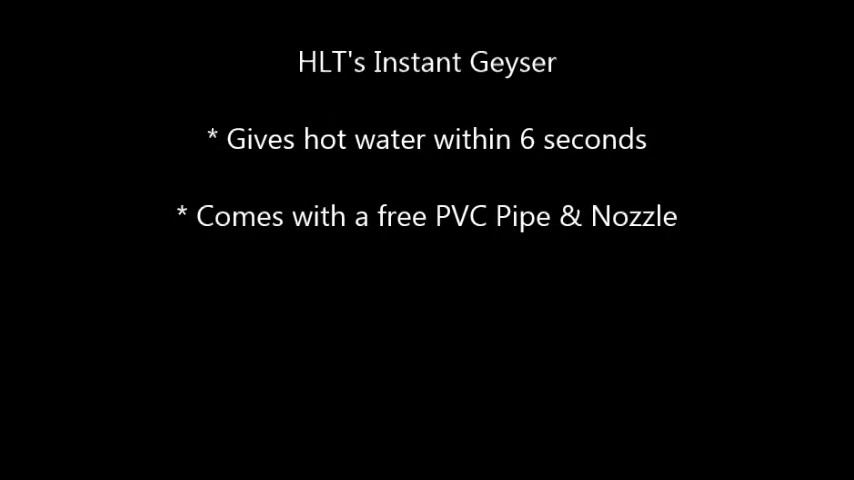 HLT's Instant Geyser
* Gives hot water within 6 seconds
* Comes with a free PVC Pipe & Nozzle